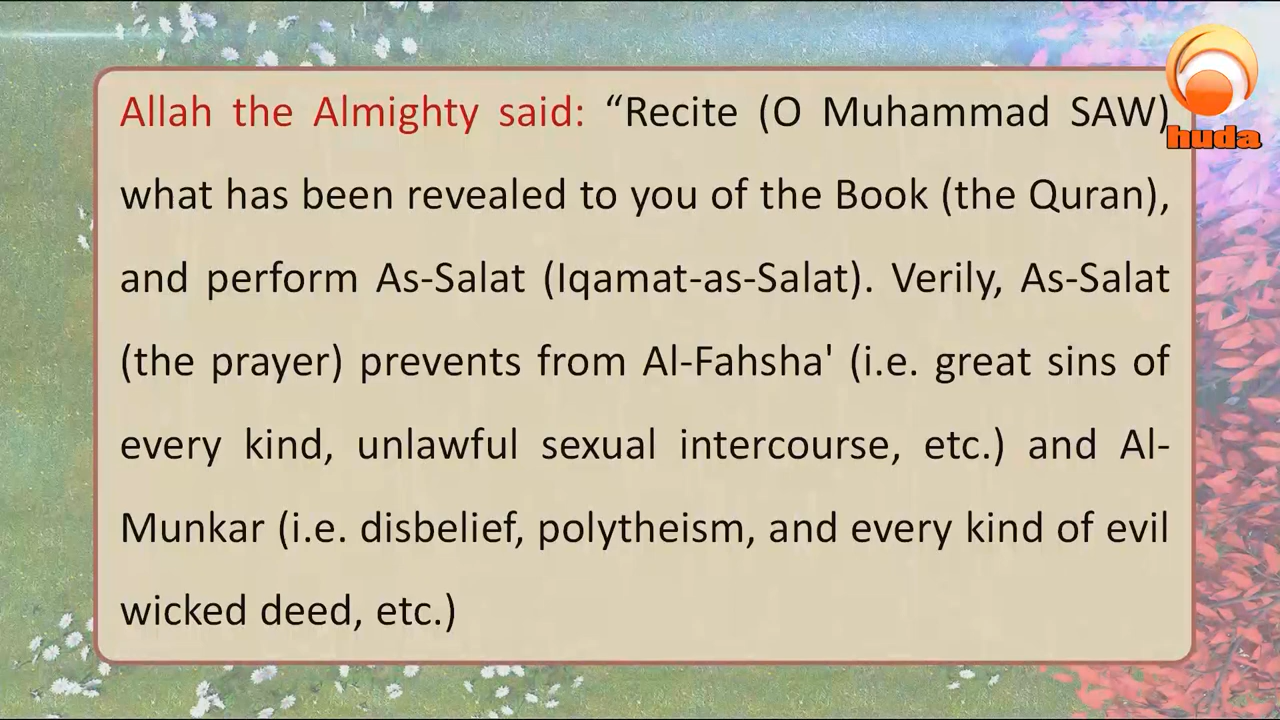 Allah the Almighty said: “Recite (O Muhammad SAW)
what has been revealed to you of the Book (the Quran),
and perform As-Salat (Iqamat-as-Salat). Verily, As-Salat
(the prayer) prevents from Al-Fahsha' (i.e. great sins of
every kind, unlawful sexual intercourse, etc.) and Al-
Munkar (i.e. disbelief, polytheism, and every kind of evil
wicked deed, etc.)
huda